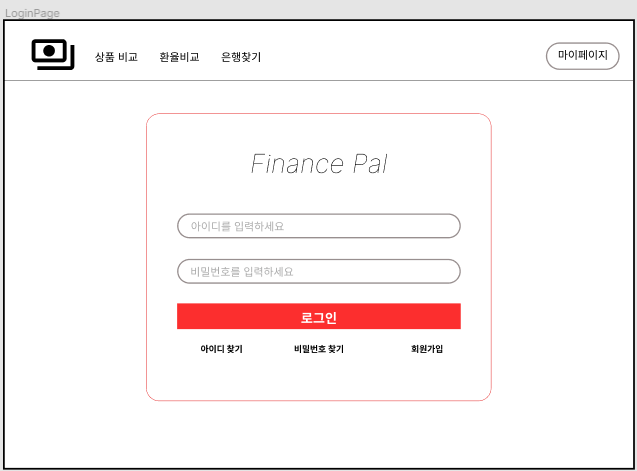 LoginPage
상품 비교 환율비교 은행찾기 마이페이지
Finance Pal
아이디를 입력하세요
비밀번호를 입력하세요
로그인
아이디 찾기 비밀번호 찾기 회원가입